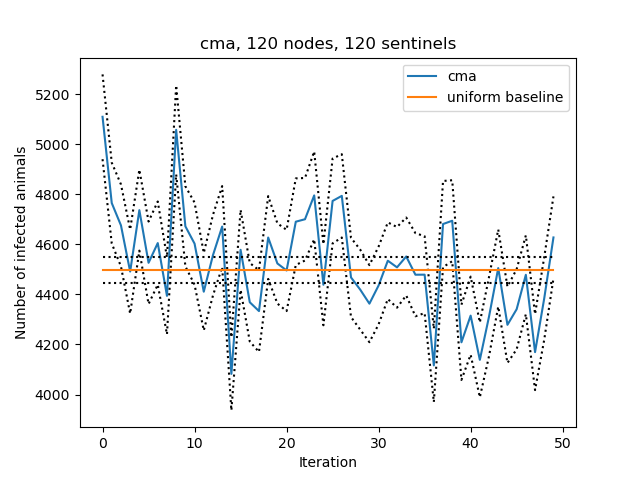 cma, 120 nodes, 120 sentinels
cma
uniform baseline
Number of infected animals
5200
5000
4800
4600
4400
4200
4000
0 10 20 30 40 50
Iteration